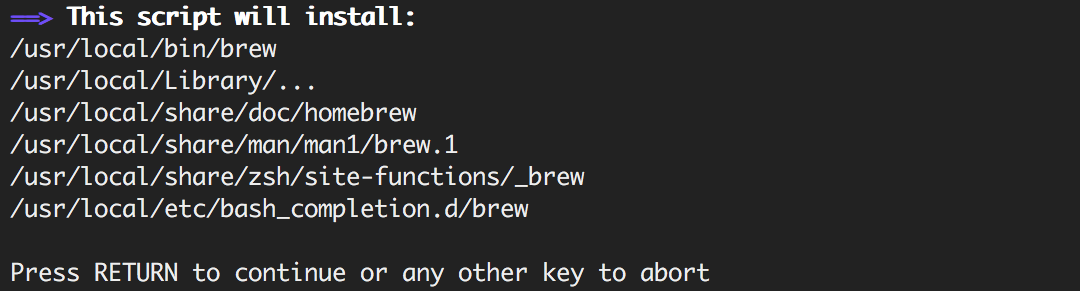 ==> This script will install:
/usr/local/bin/brew
/usr/local/Library/...
/usr/local/share/doc/homebrew
/usr/local/share/man/man1/brew.1
/usr/local/share/zsh/site-functions/_brew
/usr/local/etc/bash_completion.d/brew
Press RETURN to continue or any other key to abort